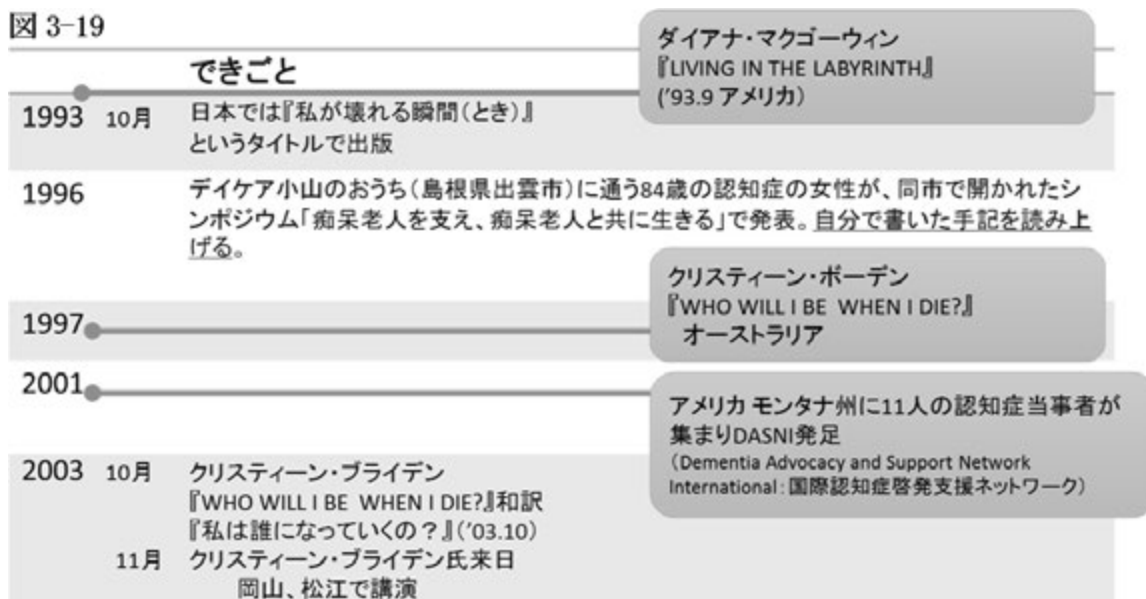 図 3-19
できごと
ダイアナ・マクゴーウィン
『LIVING IN THE LABYRINTH』
('93.9 アメリカ)
1993 10月 日本では『私が壊れる瞬間(とき)』
というタイトルで出版
1996 デイケア小山のおうち(島根県出雲市)に通う84歳の認知症の女性が、同市で開かれたシ
ンポジウム「痴呆老人を支え、痴呆老人と共に生きる」で発表。自分で書いた手記を読み上
げる。
1997
クリスティーン・ボーデン
『WHO WILL I BE WHEN I DIE?』
オーストラリア
2001
アメリカ モンタナ州に11人の認知症当事者が
集まりDASNI発足
(Dementia Advocacy and Support Network
International:国際認知症啓発支援ネットワーク)
2003 10月 クリスティーン・ブライデン
『WHO WILL I BE WHEN I DIE?』和訳
『私は誰になっていくの?』('03.10)
11月 クリスティーン・ブライデン氏来日
岡山、松江で講演